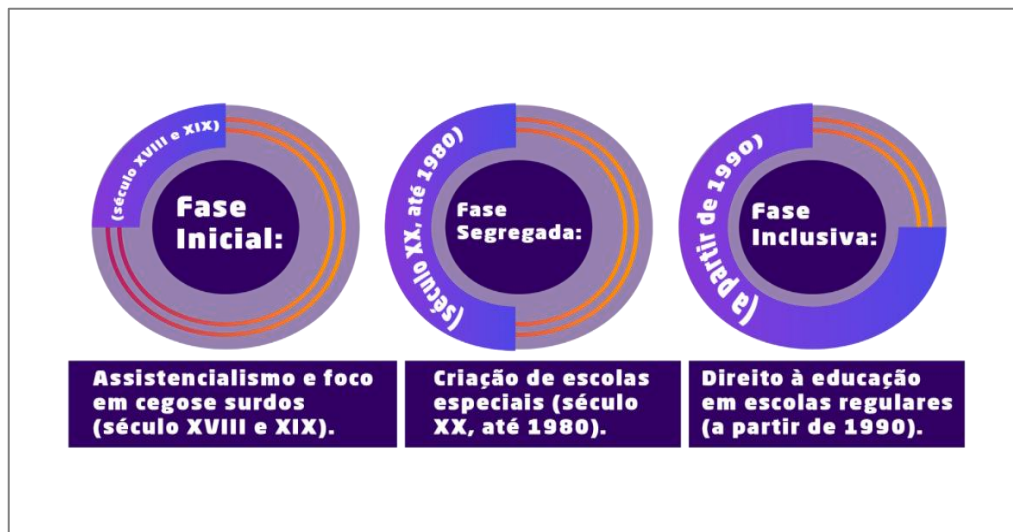 (século XVIII e XIX)
Fase
Inicial:
Assistencialismo e foco
em cegose surdos
(século XVIII e XIX).
(século XX, até 1980)
Fase
Segregada:
Criação de escolas
especiais (século
XX, até 1980).
(a partir de 1990)
Fase
Inclusiva:
Direito à educação
em escolas regulares
(a partir de 1990).